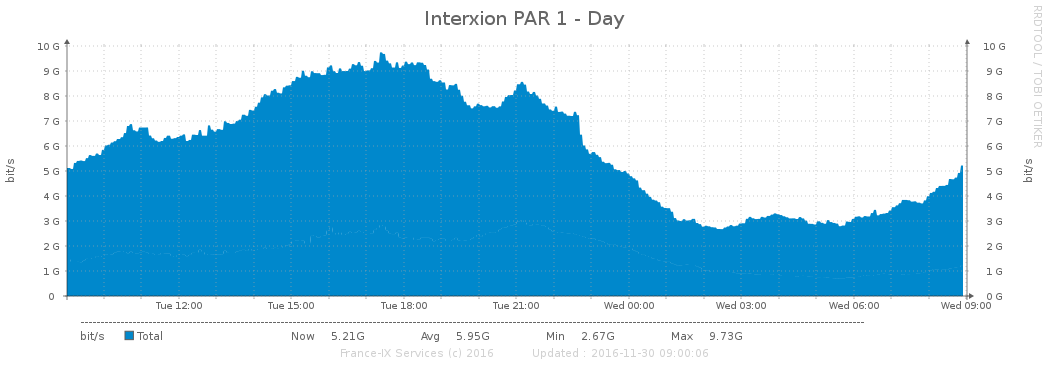 Interxion PAR 1 - Day
RRDTOOL / TOBI OETIKER
bit/s
10 G
9 G
8 G
7 G
6 G
5 G
4 G
3 G
2 G
1 G
0
10 G
9 G
8 G
7 G
6 G
5 G
4 G
3 G
2 G
1 G
0 G
bit/s
Tue 12:00 Tue 15:00 Tue 18:00 Tue 21:00 Wed 00:00 Wed 03:00 Wed 06:00 Wed 09:00
bit/s Total Now 5.21G Avg 5.95G Min 2.67G Max 9.73G
France-IX Services (c) 2016 Updated : 2016-11-30 09:00:06